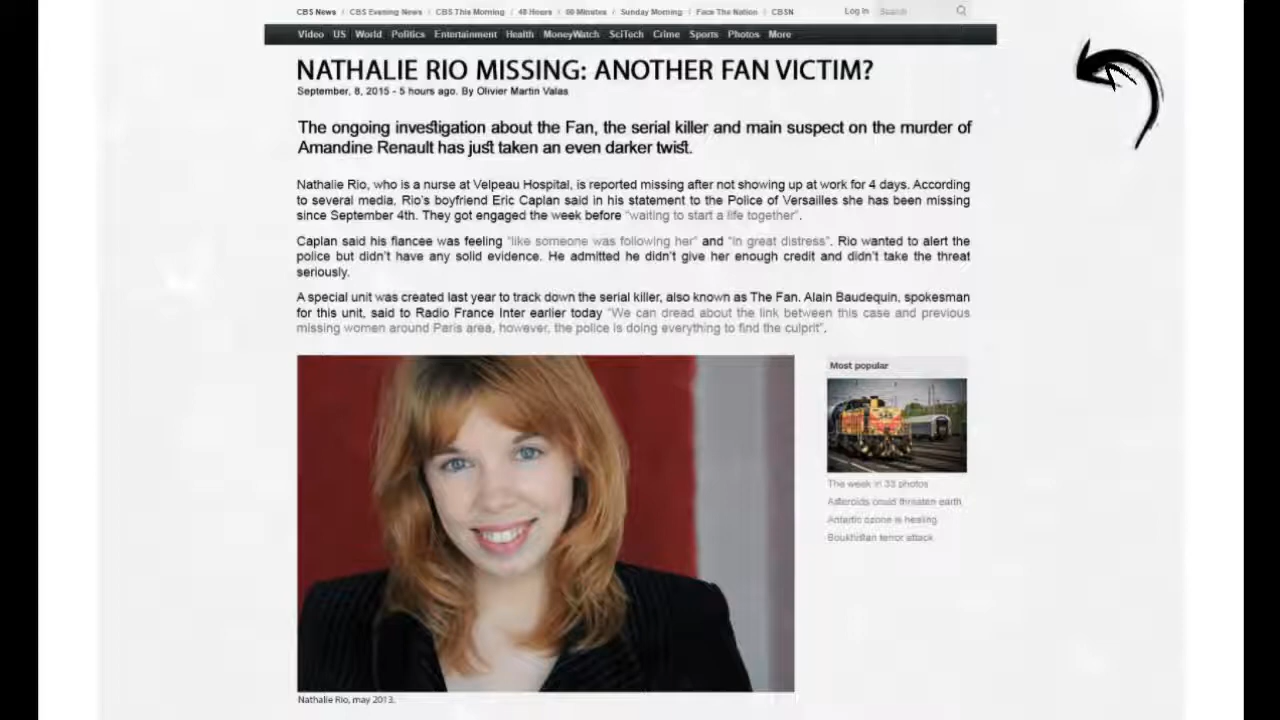 CBS News / CBS Evening News / CBS This Morning / 48 Hours / 60 Minutes / Sunday Morning / Face The Nation / CBSN Log In Search
Video US World Politics Entertainment Health MoneyWatch SciTech Crime Sports Photos More
NATHALIE RIO MISSING: ANOTHER FAN VICTIM?
September, 8, 2015 - 5 hours ago. By Olivier Martin Valas
The ongoing investigation about the Fan, the serial killer and main suspect on the murder of
Amandine Renault has just taken an even darker twist.
Nathalie Rio, who is a nurse at Velpeau Hospital, is reported missing after not showing up at work for 4 days. According
to several media, Rio's boyfriend Eric Caplan said in his statement to the Police of Versailles she has been missing
since September 4th. They got engaged the week before "waiting to start a life together".
Caplan said his fiancee was feeling "like someone was following her" and "in great distress". Rio wanted to alert the
police but didn't have any solid evidence. He admitted he didn't give her enough credit and didn't take the threat
seriously.
A special unit was created last year to track down the serial killer, also known as The Fan. Alain Baudequin, spokesman
for this unit, said to Radio France Inter earlier today "We can dread about the link between this case and previous
missing women around Paris area, however, the police is doing everything to find the culprit".
Most popular
The week in 33 photos
Asteroids could threaten earth
Antartic ozone is healing
Boukhistan terror attack
Nathalie Rio, may 2013.